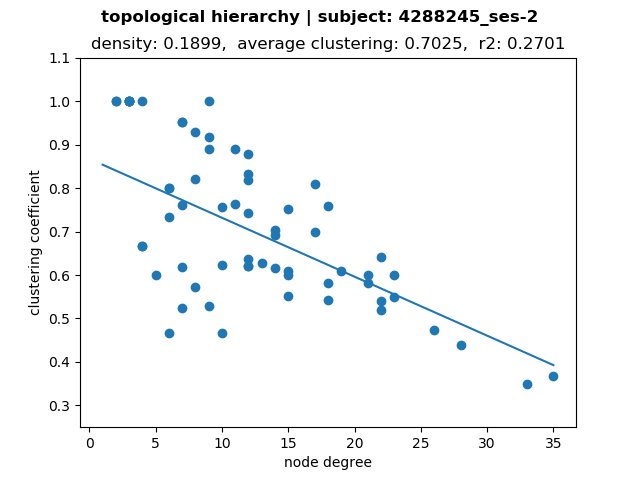 topological hierarchy | subject: 4288245_ses-2
density: 0.1899,  average clustering: 0.7025,  r2: 0.2701
1.1
1.0
0.9
0.8
0.7
0.6
0.5
0.4
0.3
clustering coefficient
0 5 10 15 20 25 30 35
node degree